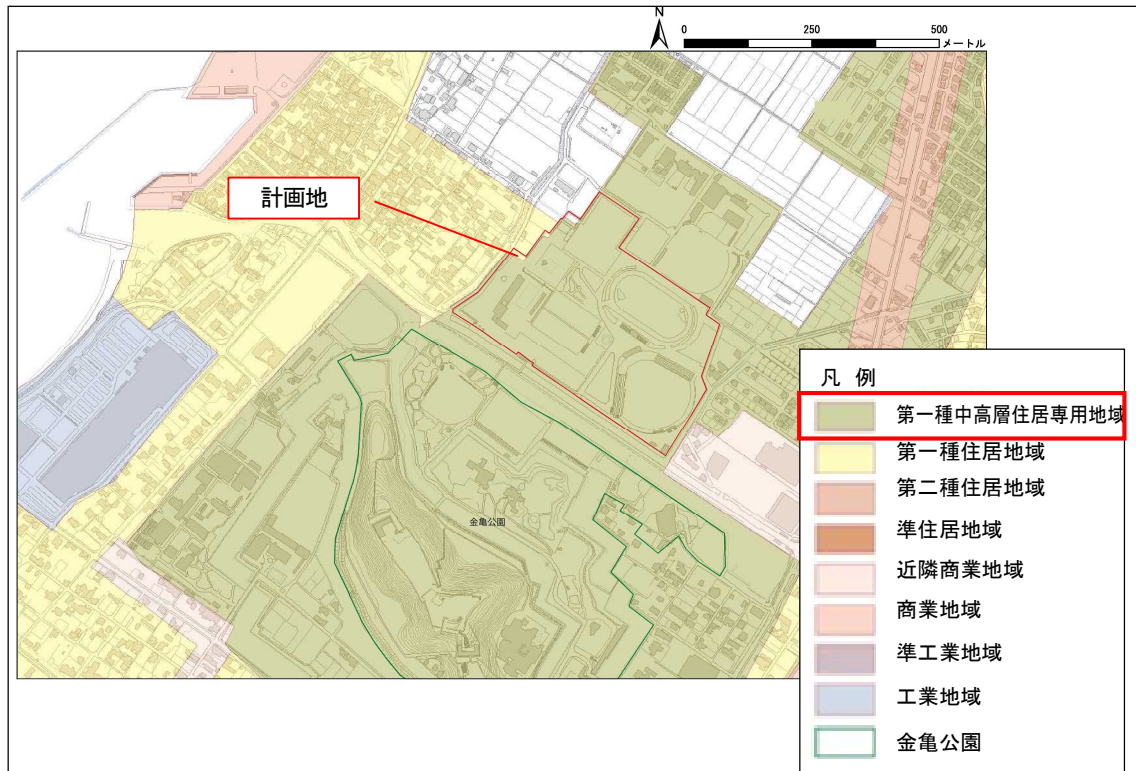 N
0 250 500
メートル
計画地
金亀公園
凡 例
第一種中高層住居専用地域
第一種住居地域
第二種住居地域
準住居地域
近隣商業地域
商業地域
準工業地域
工業地域
金亀公園